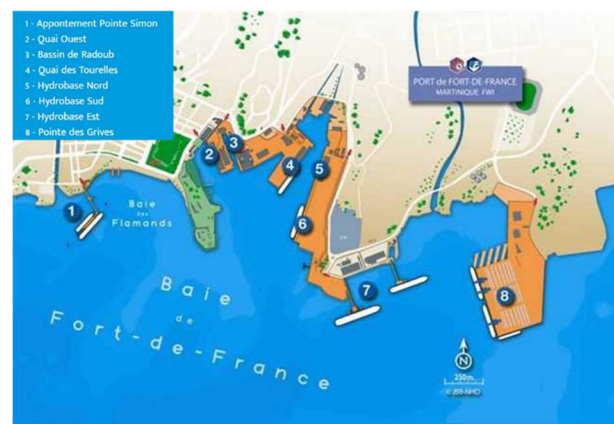 1 - Appontement Pointe Simon
2 - Quai Ouest
3 - Bassin de Radoub
4 - Quai des Tourelles
5 - Hydrobase Nord
6 - Hydrobase Sud
7 - Hydrobase Est
8 - Pointe des Grives
PORT de FORT-DE-FRANCE
MARTINIQUE FWI
2
3
4
5
1
Baie
des
Flamands
6
7
8
Baie
de
Fort-de-France
N
250m
© JBB-NHD